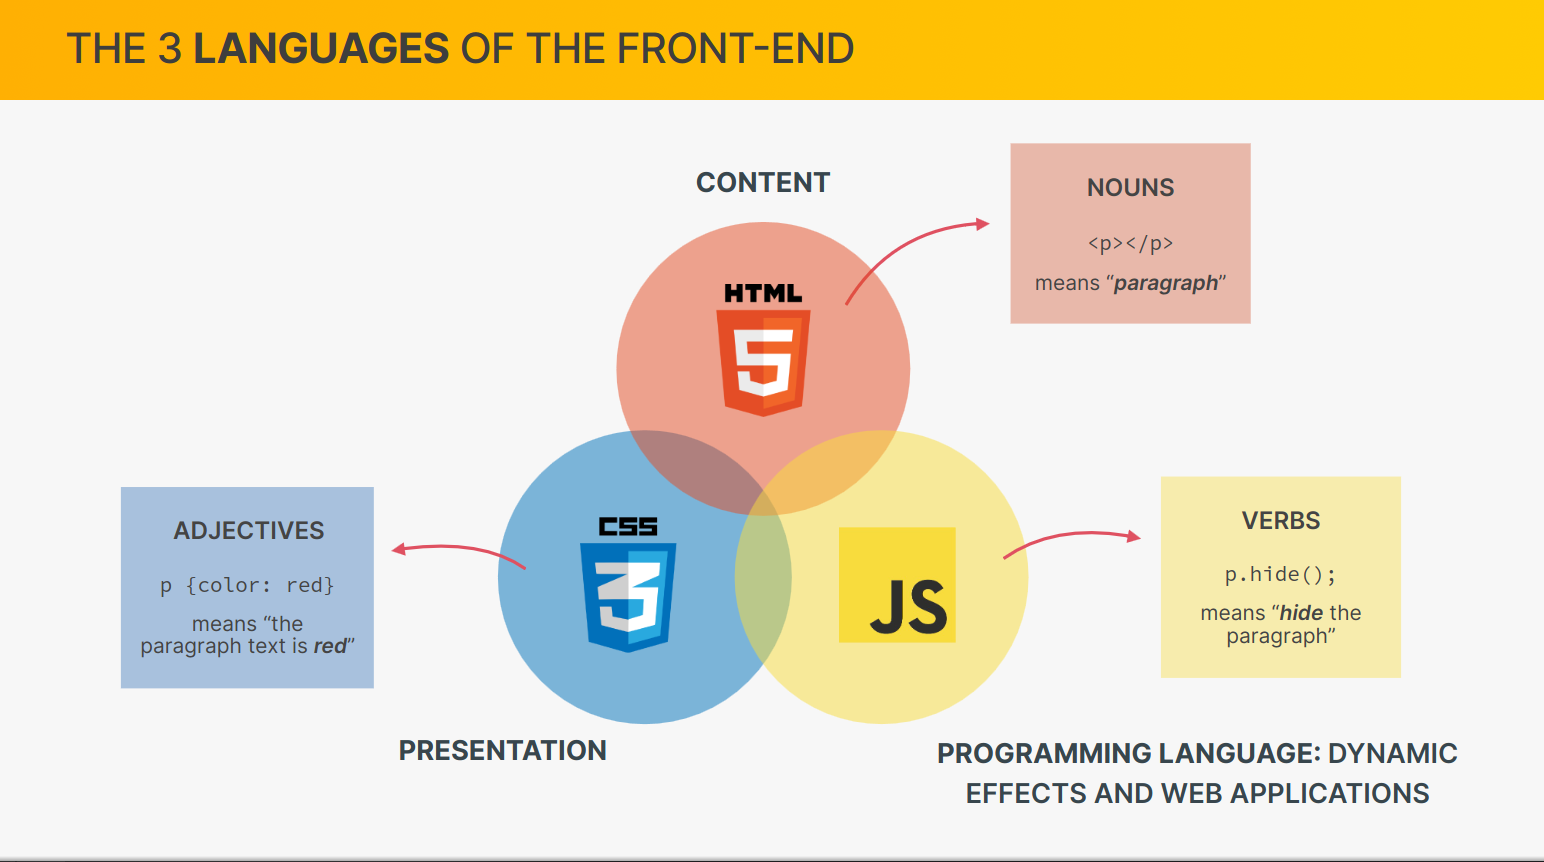 THE 3 LANGUAGES OF THE FRONT-END
CONTENT
NOUNS
<p></p>
means “paragraph”
HTML
5
ADJECTIVES
p {color: red}
means “the
paragraph text is red”
CSS
3
JS
VERBS
p.hide();
means “hide the
paragraph”
PRESENTATION
PROGRAMMING LANGUAGE: DYNAMIC
EFFECTS AND WEB APPLICATIONS